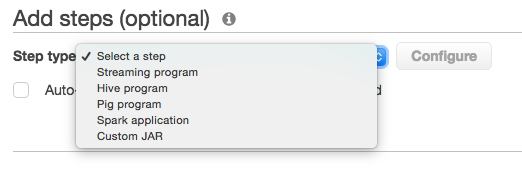 Add steps (optional)
Step type
✓ Select a step
Configure
Streaming program
Hive program
Auto-
Pig program
Spark application
Custom JAR